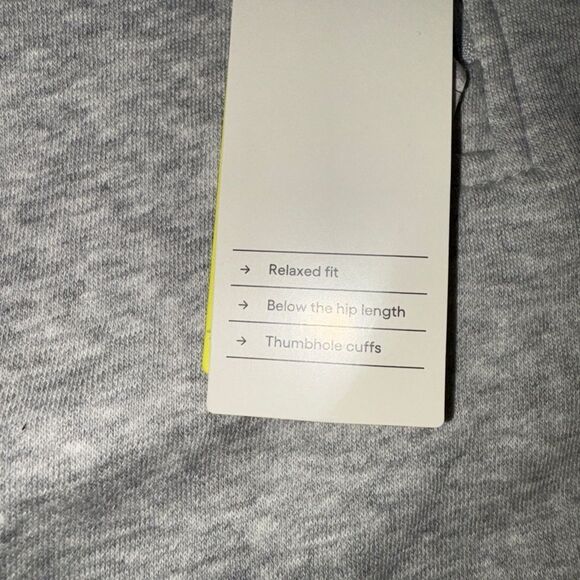 → Relaxed fit
→ Below the hip length
→ Thumbhole cuffs